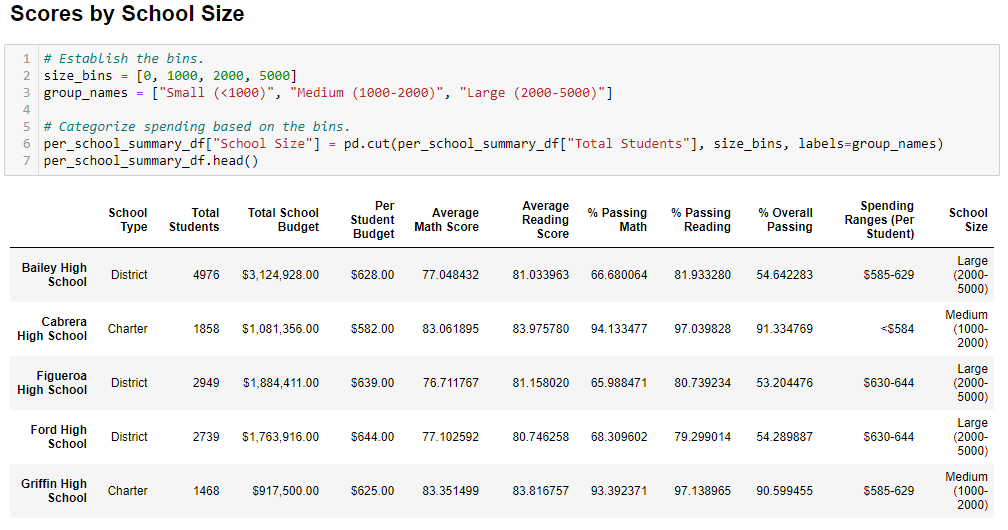 Scores by School Size
1 # Establish the bins.
2 size_bins = [0, 1000, 2000, 5000]
3 group_names = ["Small (<1000)", "Medium (1000-2000)", "Large (2000-5000)"]
4
5 # Categorize spending based on the bins.
6 per_school_summary_df["School Size"] = pd.cut(per_school_summary_df["Total Students"], size_bins, labels=group_names)
7 per_school_summary_df.head()
School Type Total Students Total School Budget Per Student Budget Average Math Score Average Reading Score % Passing Math % Passing Reading % Overall Passing Spending Ranges (Per Student) School Size
Bailey High School District 4976 $3,124,928.00 $628.00 77.048432 81.033963 66.680064 81.933280 54.642283 $585-629 Large (2000-5000)
Cabrera High School Charter 1858 $1,081,356.00 $582.00 83.061895 83.975780 94.133477 97.039828 91.334769 <$584 Medium (1000-2000)
Figueroa High School District 2949 $1,884,411.00 $639.00 76.711767 81.158020 65.988471 80.739234 53.204476 $630-644 Large (2000-5000)
Ford High School District 2739 $1,763,916.00 $644.00 77.102592 80.746258 68.309602 79.299014 54.289887 $630-644 Large (2000-5000)
Griffin High School Charter 1468 $917,500.00 $625.00 83.351499 83.816757 93.392371 97.138965 90.599455 $585-629 Medium (1000-2000)